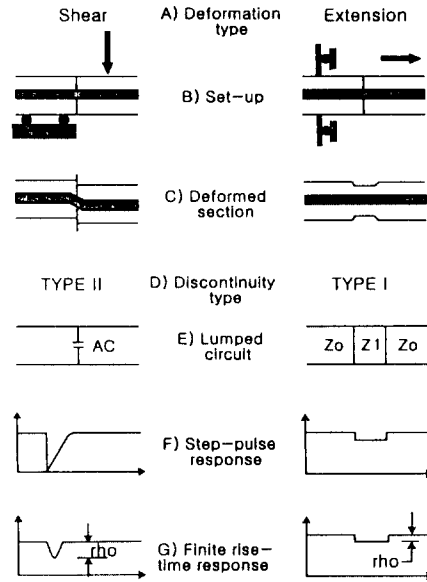 Shear A) Deformation Extension
type
B) Set-up
C) Deformed
section
TYPE II D) Discontinuity TYPE I
type
AC E) Lumped Zo Z1 Zo
circuit
F) Step-pulse
response
rho G) Finite rise-
time response rho